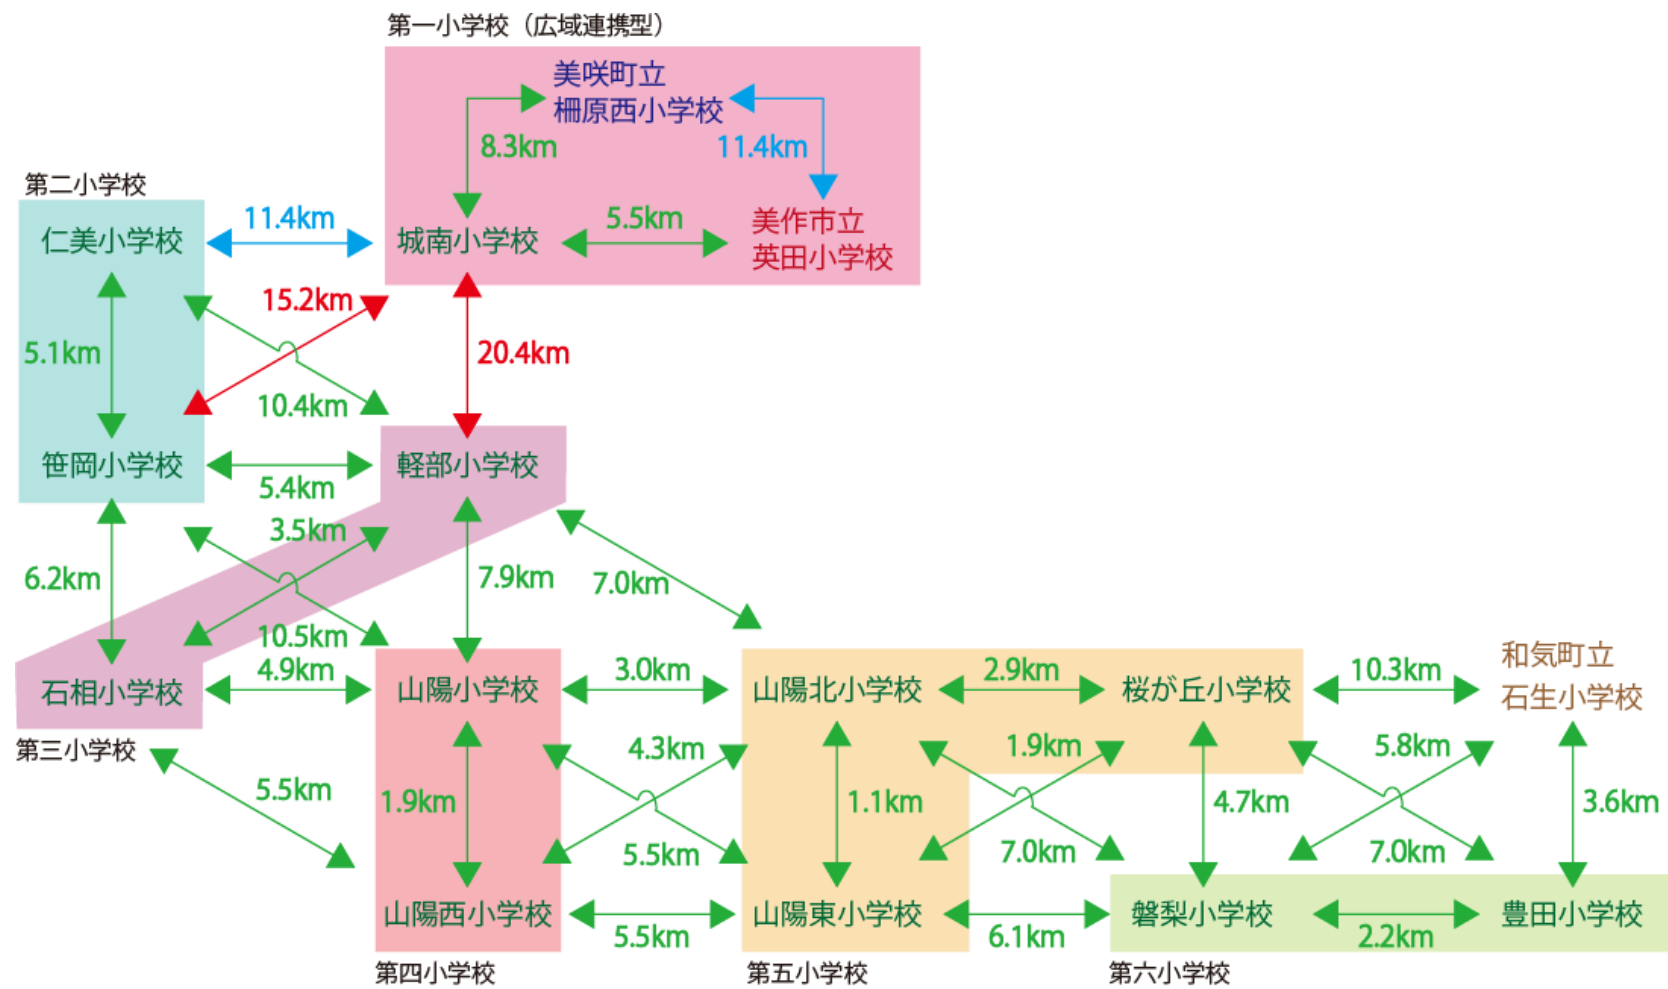 第一小学校（広域連携型）
美咲町立
柵原西小学校
8.3km
11.4km
第二小学校
仁美小学校
11.4km
城南小学校
5.5km
美作市立
英田小学校
15.2km
5.1km
20.4km
10.4km
笹岡小学校
5.4km
軽部小学校
3.5km
6.2km
7.9km
7.0km
10.5km
4.9km
石相小学校
山陽小学校
3.0km
山陽北小学校
2.9km
桜が丘小学校
10.3km
和気町立
石生小学校
第三小学校
4.3km
1.9km
5.8km
5.5km
1.9km
1.1km
4.7km
3.6km
5.5km
7.0km
7.0km
山陽西小学校
5.5km
山陽東小学校
6.1km
磐梨小学校
2.2km
豊田小学校
第四小学校
第五小学校
第六小学校